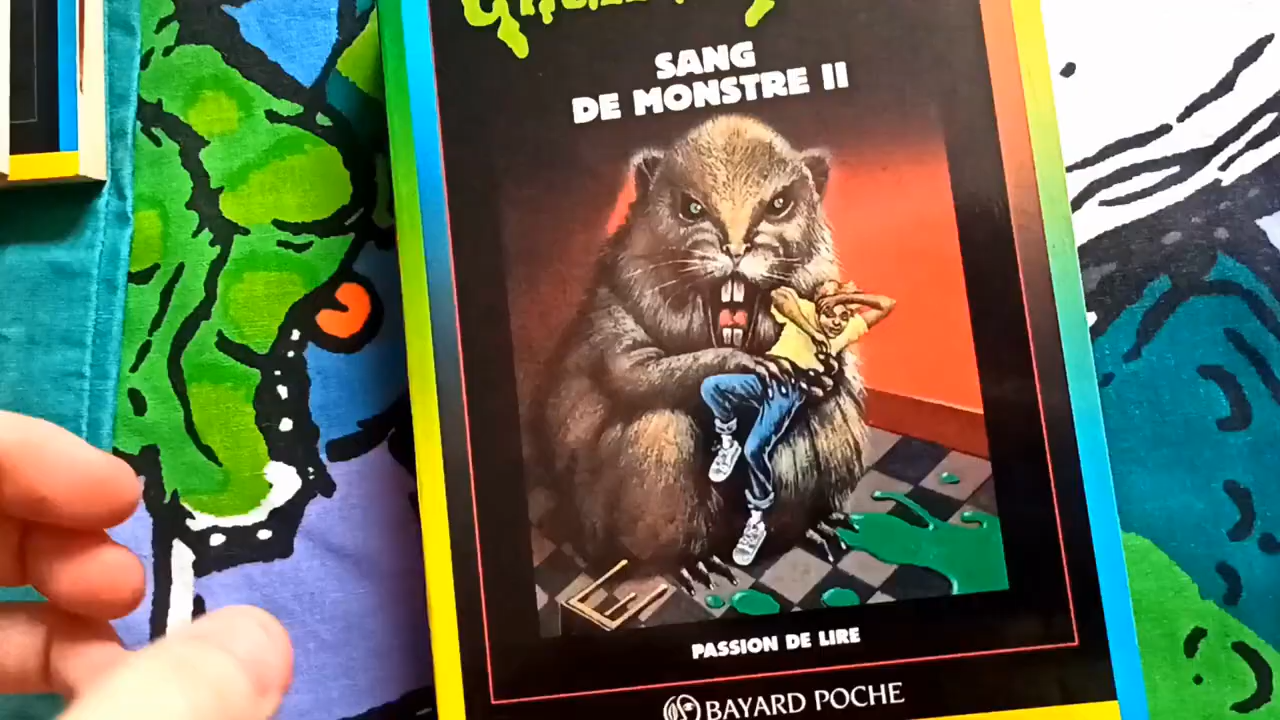 SANG
DE MONSTRE II
PASSION DE LIRE
BAYARD POCHE